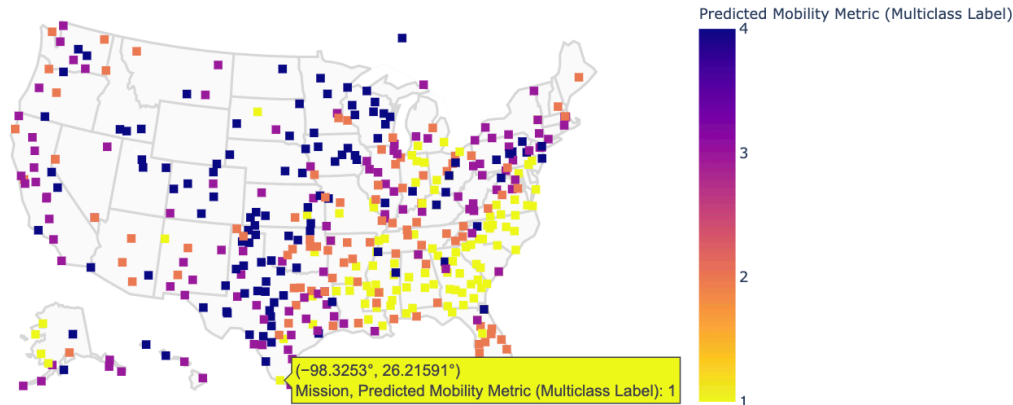 Predicted Mobility Metric (Multiclass Label)
4
3
2
1
(−98.3253°, 26.21591°)
Mission, Predicted Mobility Metric (Multiclass Label): 1